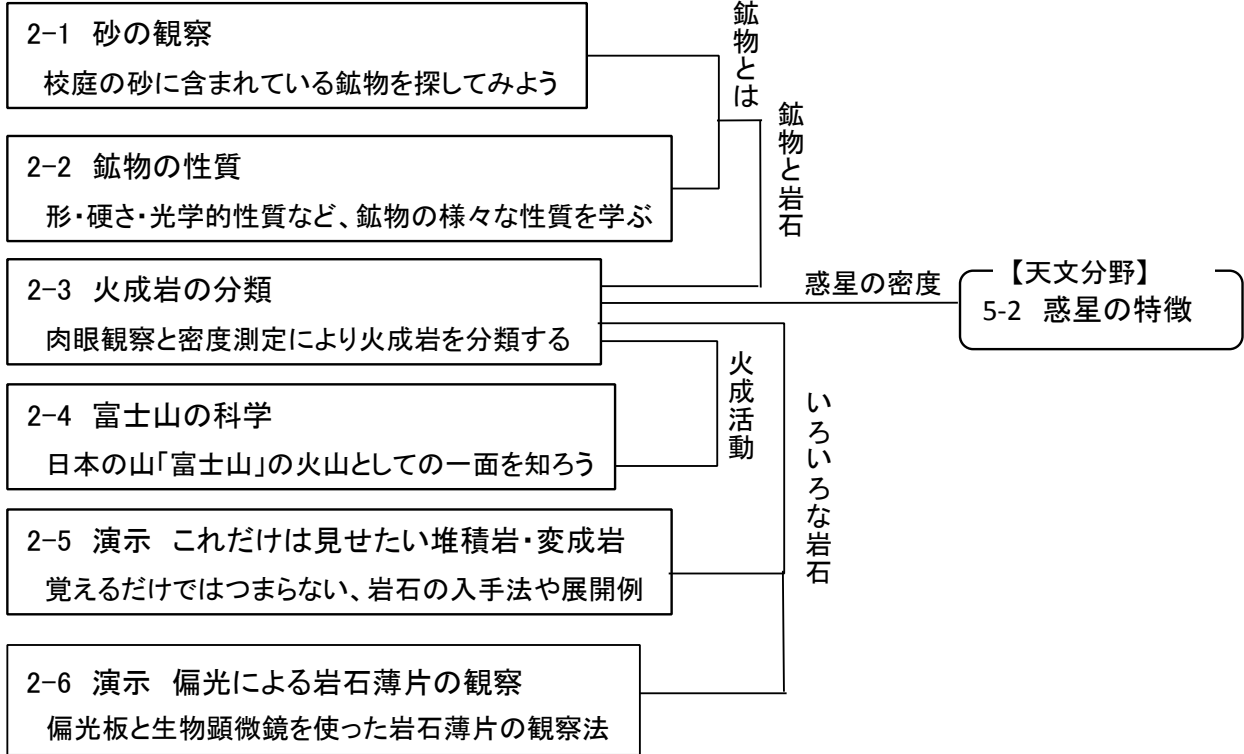 2-1 砂の観察
校庭の砂に含まれている鉱物を探してみよう
鉱物とは
2-2 鉱物の性質
形・硬さ・光学的性質など、鉱物の様々な性質を学ぶ
鉱物と岩石
2-3 火成岩の分類
肉眼観察と密度測定により火成岩を分類する
惑星の密度
【天文分野】
5-2 惑星の特徴
火成活動
2-4 富士山の科学
日本の山「富士山」の火山としての一面を知ろう
いろいろな岩石
2-5 演示 これだけは見せたい堆積岩・変成岩
覚えるだけではつまらない、岩石の入手法や展開例
2-6 演示 偏光による岩石薄片の観察
偏光板と生物顕微鏡を使った岩石薄片の観察法